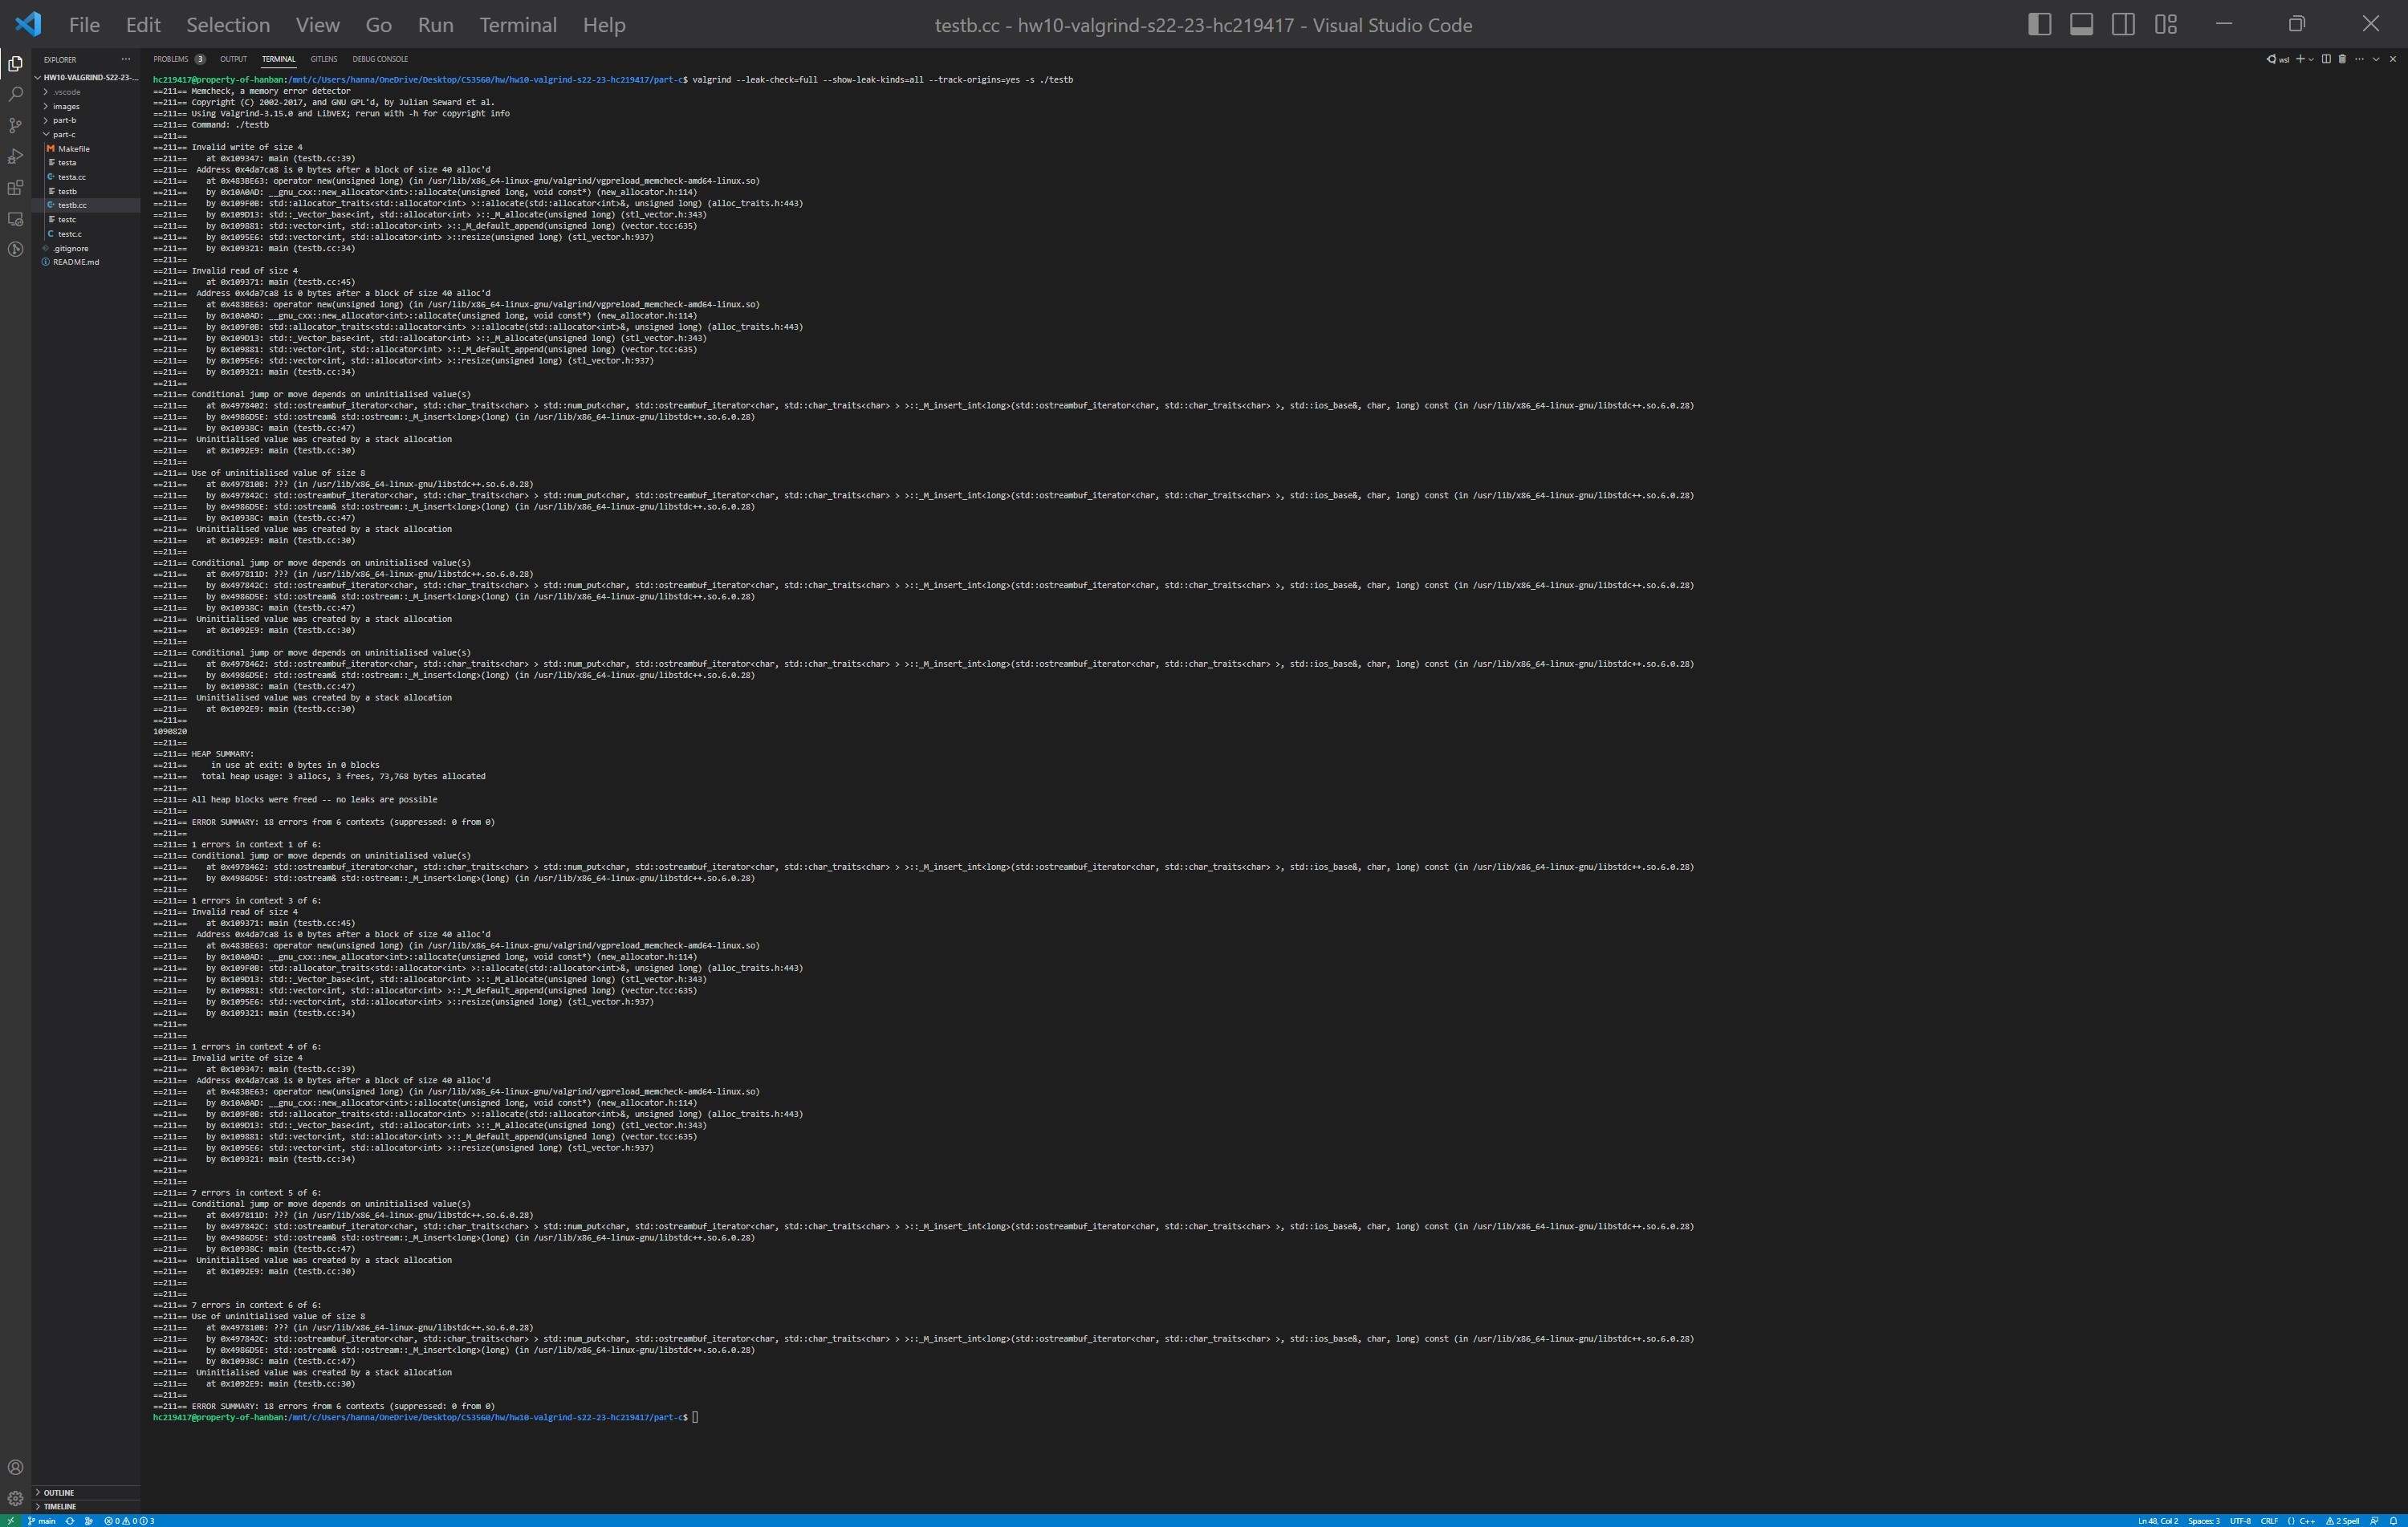 File Edit Selection View Go Run Terminal Help
testb.cc - hw10-valgrind-s22-23-hc219417 - Visual Studio Code
EXPLORER ...
HW10-VALGRIND-S22-23-...
.vscode
images
part-b
part-c
Makefile
testa
testa.cc
testb
testb.cc
testc
testc.c
.gitignore
README.md
OUTLINE
TIMELINE
PROBLEMS 3 OUTPUT TERMINAL GITLENS DEBUG CONSOLE
wsl
hc219417@property-of-hanban:/mnt/c/Users/hanna/OneDrive/Desktop/CS3560/hw/hw10-valgrind-s22-23-hc219417/part-c$ valgrind --leak-check=full --show-leak-kinds=all --track-origins=yes -s ./testb
==211== Memcheck, a memory error detector
==211== Copyright (C) 2002-2017, and GNU GPL'd, by Julian Seward et al.
==211== Using Valgrind-3.15.0 and LibVEX; rerun with -h for copyright info
==211== Command: ./testb
==211==
==211== Invalid write of size 4
==211==    at 0x109347: main (testb.cc:39)
==211==  Address 0x4da7ca8 is 0 bytes after a block of size 40 alloc'd
==211==    at 0x483BE63: operator new(unsigned long) (in /usr/lib/x86_64-linux-gnu/valgrind/vgpreload_memcheck-amd64-linux.so)
==211==    by 0x10A0AD: __gnu_cxx::new_allocator<int>::allocate(unsigned long, void const*) (new_allocator.h:114)
==211==    by 0x109F0B: std::allocator_traits<std::allocator<int> >::allocate(std::allocator<int>&, unsigned long) (alloc_traits.h:443)
==211==    by 0x109D13: std::_Vector_base<int, std::allocator<int> >::_M_allocate(unsigned long) (stl_vector.h:343)
==211==    by 0x109881: std::vector<int, std::allocator<int> >::_M_default_append(unsigned long) (vector.tcc:635)
==211==    by 0x1095E6: std::vector<int, std::allocator<int> >::resize(unsigned long) (stl_vector.h:937)
==211==    by 0x109321: main (testb.cc:34)
==211==
==211== Invalid read of size 4
==211==    at 0x109371: main (testb.cc:45)
==211==  Address 0x4da7ca8 is 0 bytes after a block of size 40 alloc'd
==211==    at 0x483BE63: operator new(unsigned long) (in /usr/lib/x86_64-linux-gnu/valgrind/vgpreload_memcheck-amd64-linux.so)
==211==    by 0x10A0AD: __gnu_cxx::new_allocator<int>::allocate(unsigned long, void const*) (new_allocator.h:114)
==211==    by 0x109F0B: std::allocator_traits<std::allocator<int> >::allocate(std::allocator<int>&, unsigned long) (alloc_traits.h:443)
==211==    by 0x109D13: std::_Vector_base<int, std::allocator<int> >::_M_allocate(unsigned long) (stl_vector.h:343)
==211==    by 0x109881: std::vector<int, std::allocator<int> >::_M_default_append(unsigned long) (vector.tcc:635)
==211==    by 0x1095E6: std::vector<int, std::allocator<int> >::resize(unsigned long) (stl_vector.h:937)
==211==    by 0x109321: main (testb.cc:34)
==211==
==211== Conditional jump or move depends on uninitialised value(s)
==211==    at 0x4978402: std::ostreambuf_iterator<char, std::char_traits<char> > std::num_put<char, std::ostreambuf_iterator<char, std::char_traits<char> > >::_M_insert_int<long>(std::ostreambuf_iterator<char, std::char_traits<char> >, std::ios_base&, char, long) const (in /usr/lib/x86_64-linux-gnu/libstdc++.so.6.0.28)
==211==    by 0x4986D5E: std::ostream& std::ostream::_M_insert<long>(long) (in /usr/lib/x86_64-linux-gnu/libstdc++.so.6.0.28)
==211==    by 0x10938C: main (testb.cc:47)
==211==  Uninitialised value was created by a stack allocation
==211==    at 0x1092E9: main (testb.cc:30)
==211==
==211== Use of uninitialised value of size 8
==211==    at 0x497810B: ??? (in /usr/lib/x86_64-linux-gnu/libstdc++.so.6.0.28)
==211==    by 0x497842C: std::ostreambuf_iterator<char, std::char_traits<char> > std::num_put<char, std::ostreambuf_iterator<char, std::char_traits<char> > >::_M_insert_int<long>(std::ostreambuf_iterator<char, std::char_traits<char> >, std::ios_base&, char, long) const (in /usr/lib/x86_64-linux-gnu/libstdc++.so.6.0.28)
==211==    by 0x4986D5E: std::ostream& std::ostream::_M_insert<long>(long) (in /usr/lib/x86_64-linux-gnu/libstdc++.so.6.0.28)
==211==    by 0x10938C: main (testb.cc:47)
==211==  Uninitialised value was created by a stack allocation
==211==    at 0x1092E9: main (testb.cc:30)
==211==
==211== Conditional jump or move depends on uninitialised value(s)
==211==    at 0x497811D: ??? (in /usr/lib/x86_64-linux-gnu/libstdc++.so.6.0.28)
==211==    by 0x497842C: std::ostreambuf_iterator<char, std::char_traits<char> > std::num_put<char, std::ostreambuf_iterator<char, std::char_traits<char> > >::_M_insert_int<long>(std::ostreambuf_iterator<char, std::char_traits<char> >, std::ios_base&, char, long) const (in /usr/lib/x86_64-linux-gnu/libstdc++.so.6.0.28)
==211==    by 0x4986D5E: std::ostream& std::ostream::_M_insert<long>(long) (in /usr/lib/x86_64-linux-gnu/libstdc++.so.6.0.28)
==211==    by 0x10938C: main (testb.cc:47)
==211==  Uninitialised value was created by a stack allocation
==211==    at 0x1092E9: main (testb.cc:30)
==211==
==211== Conditional jump or move depends on uninitialised value(s)
==211==    at 0x4978462: std::ostreambuf_iterator<char, std::char_traits<char> > std::num_put<char, std::ostreambuf_iterator<char, std::char_traits<char> > >::_M_insert_int<long>(std::ostreambuf_iterator<char, std::char_traits<char> >, std::ios_base&, char, long) const (in /usr/lib/x86_64-linux-gnu/libstdc++.so.6.0.28)
==211==    by 0x4986D5E: std::ostream& std::ostream::_M_insert<long>(long) (in /usr/lib/x86_64-linux-gnu/libstdc++.so.6.0.28)
==211==    by 0x10938C: main (testb.cc:47)
==211==  Uninitialised value was created by a stack allocation
==211==    at 0x1092E9: main (testb.cc:30)
==211==
1090820
==211==
==211== HEAP SUMMARY:
==211==     in use at exit: 0 bytes in 0 blocks
==211==   total heap usage: 3 allocs, 3 frees, 73,768 bytes allocated
==211==
==211== All heap blocks were freed -- no leaks are possible
==211==
==211== ERROR SUMMARY: 18 errors from 6 contexts (suppressed: 0 from 0)
==211==
==211== 1 errors in context 1 of 6:
==211== Conditional jump or move depends on uninitialised value(s)
==211==    at 0x4978462: std::ostreambuf_iterator<char, std::char_traits<char> > std::num_put<char, std::ostreambuf_iterator<char, std::char_traits<char> > >::_M_insert_int<long>(std::ostreambuf_iterator<char, std::char_traits<char> >, std::ios_base&, char, long) const (in /usr/lib/x86_64-linux-gnu/libstdc++.so.6.0.28)
==211==    by 0x4986D5E: std::ostream& std::ostream::_M_insert<long>(long) (in /usr/lib/x86_64-linux-gnu/libstdc++.so.6.0.28)
==211==
==211== 1 errors in context 3 of 6:
==211== Invalid read of size 4
==211==    at 0x109371: main (testb.cc:45)
==211==  Address 0x4da7ca8 is 0 bytes after a block of size 40 alloc'd
==211==    at 0x483BE63: operator new(unsigned long) (in /usr/lib/x86_64-linux-gnu/valgrind/vgpreload_memcheck-amd64-linux.so)
==211==    by 0x10A0AD: __gnu_cxx::new_allocator<int>::allocate(unsigned long, void const*) (new_allocator.h:114)
==211==    by 0x109F0B: std::allocator_traits<std::allocator<int> >::allocate(std::allocator<int>&, unsigned long) (alloc_traits.h:443)
==211==    by 0x109D13: std::_Vector_base<int, std::allocator<int> >::_M_allocate(unsigned long) (stl_vector.h:343)
==211==    by 0x109881: std::vector<int, std::allocator<int> >::_M_default_append(unsigned long) (vector.tcc:635)
==211==    by 0x1095E6: std::vector<int, std::allocator<int> >::resize(unsigned long) (stl_vector.h:937)
==211==    by 0x109321: main (testb.cc:34)
==211==
==211==
==211== 1 errors in context 4 of 6:
==211== Invalid write of size 4
==211==    at 0x109347: main (testb.cc:39)
==211==  Address 0x4da7ca8 is 0 bytes after a block of size 40 alloc'd
==211==    at 0x483BE63: operator new(unsigned long) (in /usr/lib/x86_64-linux-gnu/valgrind/vgpreload_memcheck-amd64-linux.so)
==211==    by 0x10A0AD: __gnu_cxx::new_allocator<int>::allocate(unsigned long, void const*) (new_allocator.h:114)
==211==    by 0x109F0B: std::allocator_traits<std::allocator<int> >::allocate(std::allocator<int>&, unsigned long) (alloc_traits.h:443)
==211==    by 0x109D13: std::_Vector_base<int, std::allocator<int> >::_M_allocate(unsigned long) (stl_vector.h:343)
==211==    by 0x109881: std::vector<int, std::allocator<int> >::_M_default_append(unsigned long) (vector.tcc:635)
==211==    by 0x1095E6: std::vector<int, std::allocator<int> >::resize(unsigned long) (stl_vector.h:937)
==211==    by 0x109321: main (testb.cc:34)
==211==
==211==
==211== 7 errors in context 5 of 6:
==211== Conditional jump or move depends on uninitialised value(s)
==211==    at 0x497811D: ??? (in /usr/lib/x86_64-linux-gnu/libstdc++.so.6.0.28)
==211==    by 0x497842C: std::ostreambuf_iterator<char, std::char_traits<char> > std::num_put<char, std::ostreambuf_iterator<char, std::char_traits<char> > >::_M_insert_int<long>(std::ostreambuf_iterator<char, std::char_traits<char> >, std::ios_base&, char, long) const (in /usr/lib/x86_64-linux-gnu/libstdc++.so.6.0.28)
==211==    by 0x4986D5E: std::ostream& std::ostream::_M_insert<long>(long) (in /usr/lib/x86_64-linux-gnu/libstdc++.so.6.0.28)
==211==    by 0x10938C: main (testb.cc:47)
==211==  Uninitialised value was created by a stack allocation
==211==    at 0x1092E9: main (testb.cc:30)
==211==
==211==
==211== 7 errors in context 6 of 6:
==211== Use of uninitialised value of size 8
==211==    at 0x497810B: ??? (in /usr/lib/x86_64-linux-gnu/libstdc++.so.6.0.28)
==211==    by 0x497842C: std::ostreambuf_iterator<char, std::char_traits<char> > std::num_put<char, std::ostreambuf_iterator<char, std::char_traits<char> > >::_M_insert_int<long>(std::ostreambuf_iterator<char, std::char_traits<char> >, std::ios_base&, char, long) const (in /usr/lib/x86_64-linux-gnu/libstdc++.so.6.0.28)
==211==    by 0x4986D5E: std::ostream& std::ostream::_M_insert<long>(long) (in /usr/lib/x86_64-linux-gnu/libstdc++.so.6.0.28)
==211==    by 0x10938C: main (testb.cc:47)
==211==  Uninitialised value was created by a stack allocation
==211==    at 0x1092E9: main (testb.cc:30)
==211==
==211== ERROR SUMMARY: 18 errors from 6 contexts (suppressed: 0 from 0)
hc219417@property-of-hanban:/mnt/c/Users/hanna/OneDrive/Desktop/CS3560/hw/hw10-valgrind-s22-23-hc219417/part-c$
main 0 0 3 Ln 48, Col 2 Spaces: 3 UTF-8 CRLF {} C++ 2 Spell